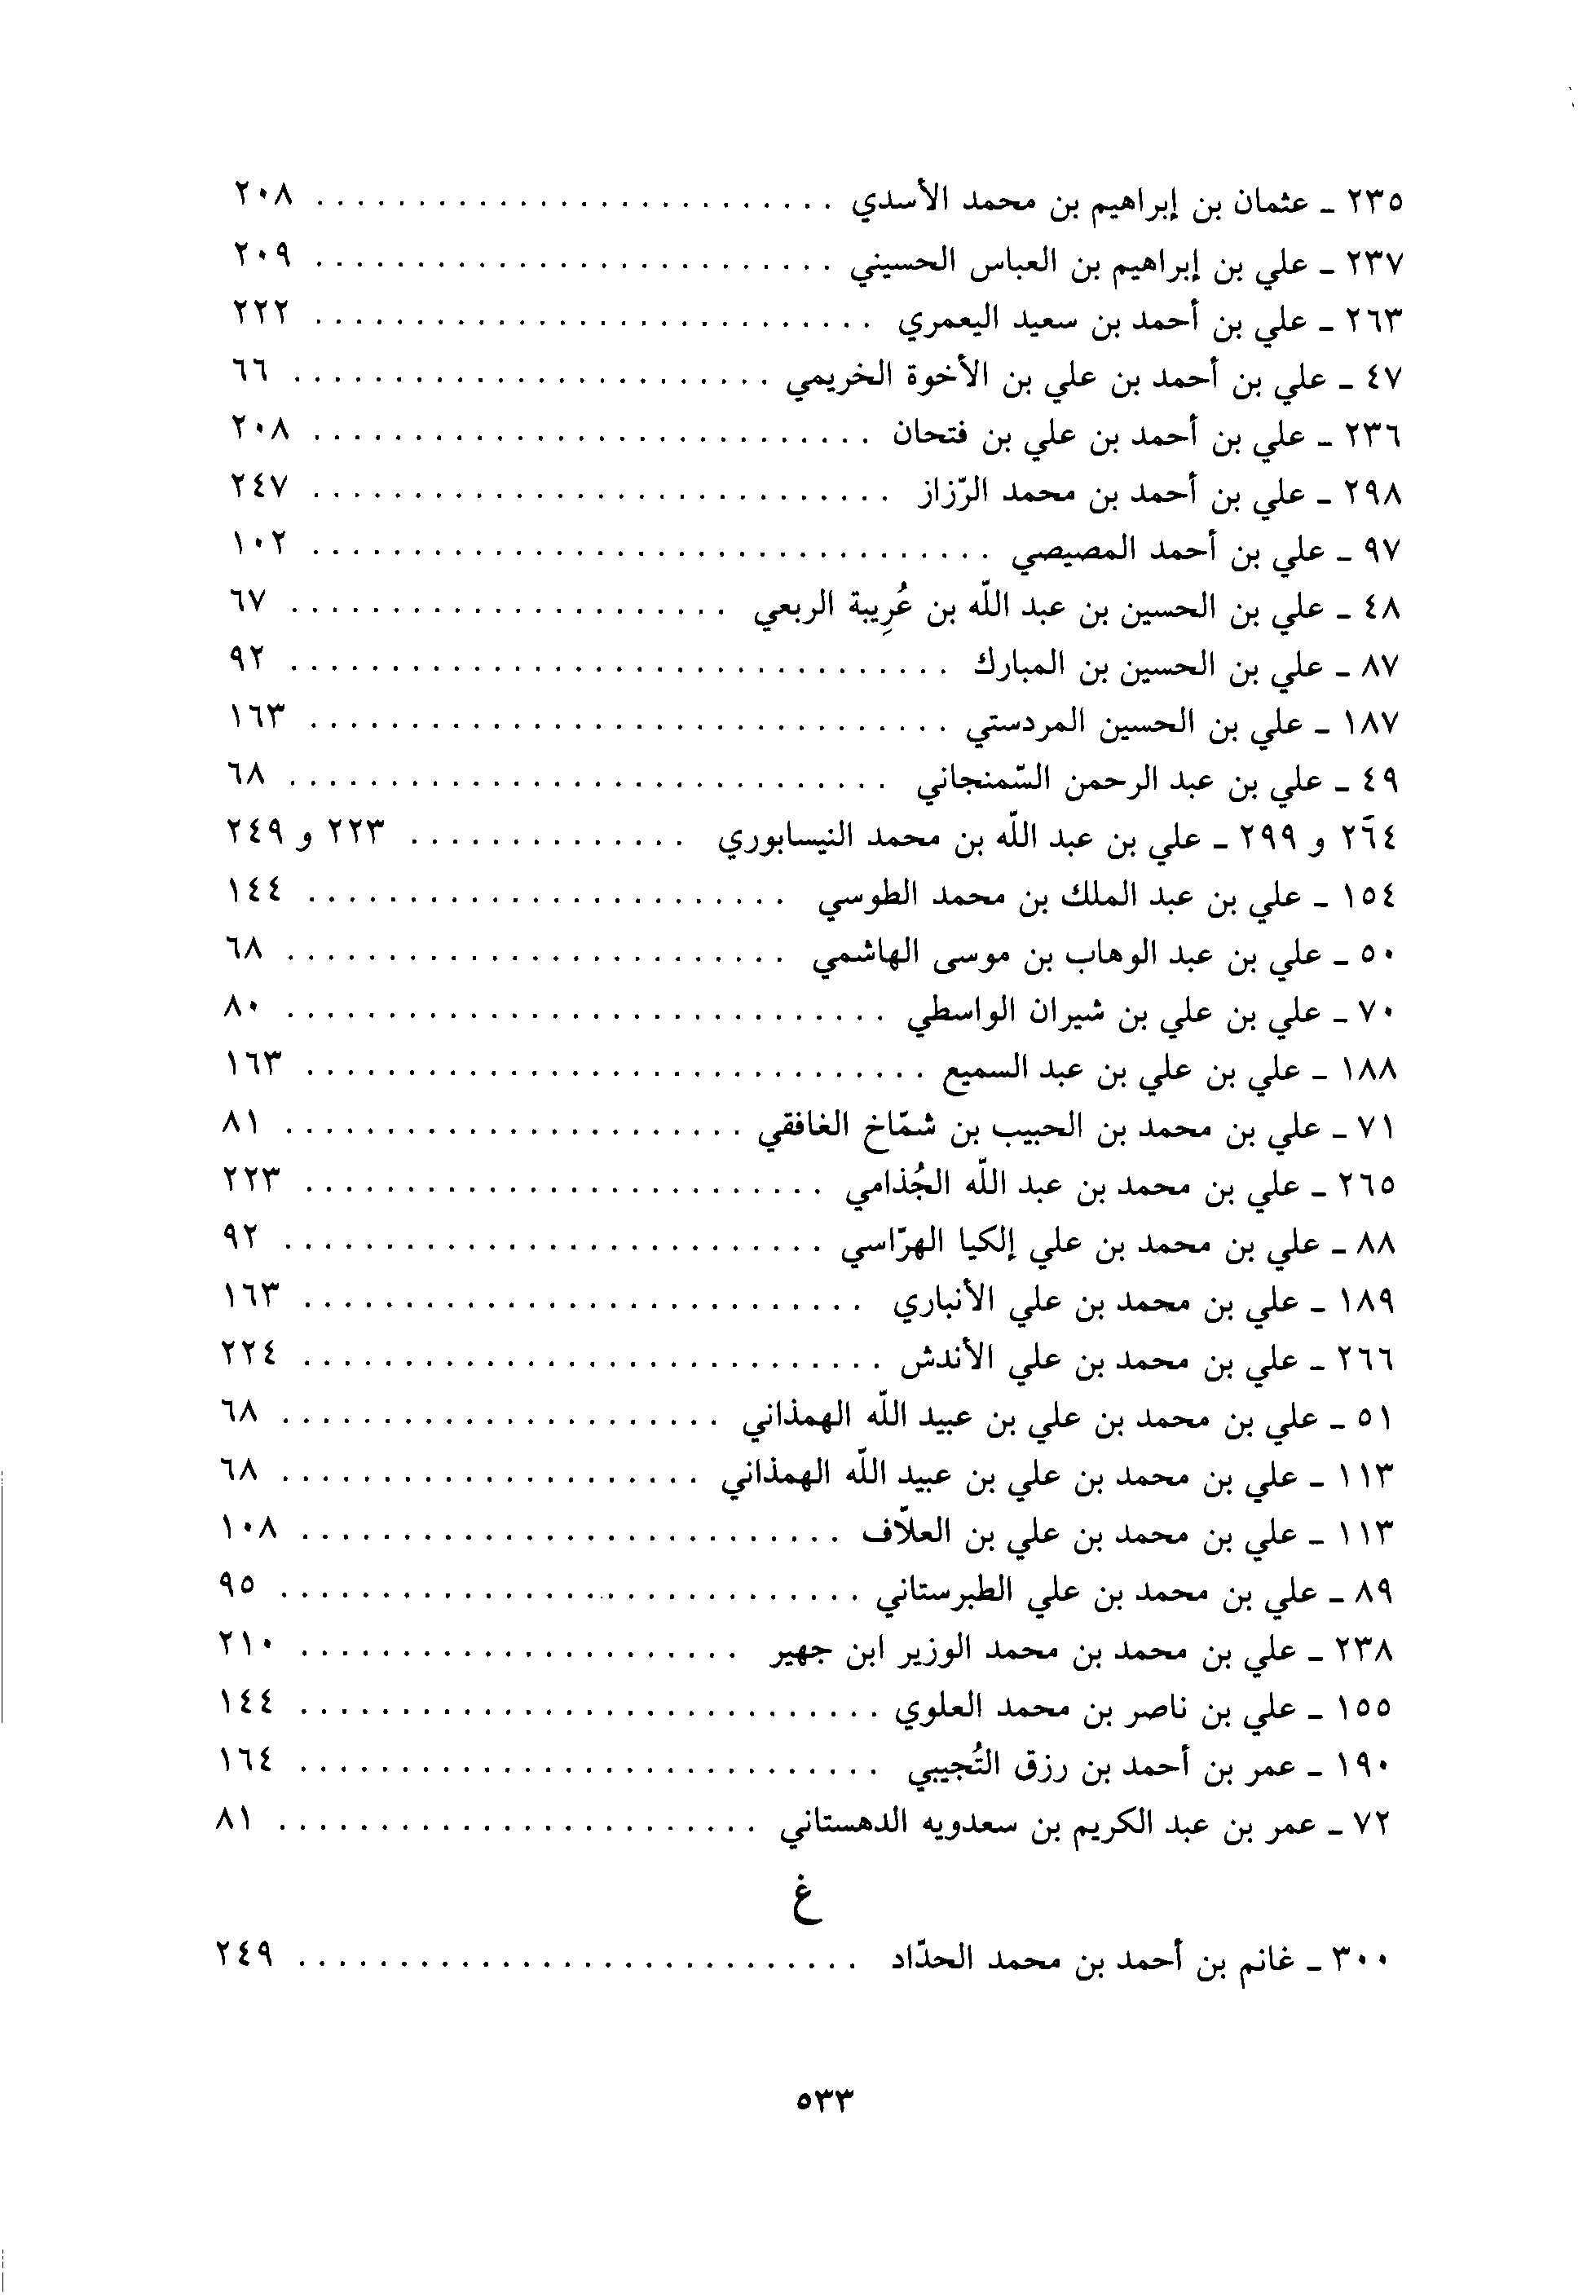 ٢٣٥ ـ عثمان بن إبراهيم بن محمد الأسدي . . . . . . . . . . . . . . . . . . . . . . . . . . ٢٠٨
٢٣٧ ـ علي بن إبراهيم بن العباس الحسيني . . . . . . . . . . . . . . . . . . . . . . . . . . ٢٠٩
٢٦٣ ـ علي بن أحمد بن سعيد اليعمري . . . . . . . . . . . . . . . . . . . . . . . . . . . . ٢٢٢
٤٧ ـ علي بن أحمد بن علي بن الأخوة الخريمي . . . . . . . . . . . . . . . . . . . . . . . . ٦٦
٢٣٦ ـ علي بن أحمد بن علي بن فتحان . . . . . . . . . . . . . . . . . . . . . . . . . . . . ٢٠٨
٢٩٨ ـ علي بن أحمد بن محمد الرّزاز . . . . . . . . . . . . . . . . . . . . . . . . . . . . . ٢٤٧
٩٧ ـ علي بن أحمد المصيصي . . . . . . . . . . . . . . . . . . . . . . . . . . . . . . . . . . ١٠٢
٤٨ ـ علي بن الحسين بن عبد اللّه بن عُرِيبة الربعي . . . . . . . . . . . . . . . . . . . . . . ٦٧
٨٧ ـ علي بن الحسين بن المبارك . . . . . . . . . . . . . . . . . . . . . . . . . . . . . . . . . ٩٢
١٨٧ ـ علي بن الحسين المردستي . . . . . . . . . . . . . . . . . . . . . . . . . . . . . . . . ١٦٣
٤٩ ـ علي بن عبد الرحمن السّمنجاني . . . . . . . . . . . . . . . . . . . . . . . . . . . . . . ٦٨
٢٦٤ و ٢٩٩ ـ علي بن عبد اللّه بن محمد النيسابوري . . . . . . . . . . . . . . ٢٢٣ و ٢٤٩
١٥٤ ـ علي بن عبد الملك بن محمد الطوسي . . . . . . . . . . . . . . . . . . . . . . . . ١٤٤
٥٠ ـ علي بن عبد الوهاب بن موسى الهاشمي . . . . . . . . . . . . . . . . . . . . . . . . . ٦٨
٧٠ ـ علي بن علي بن شيران الواسطي . . . . . . . . . . . . . . . . . . . . . . . . . . . . . . ٨٠
١٨٨ ـ علي بن علي بن عبد السميع . . . . . . . . . . . . . . . . . . . . . . . . . . . . . . . ١٦٣
٧١ ـ علي بن محمد بن الحبيب بن شمّاخ الغافقي . . . . . . . . . . . . . . . . . . . . . . . ٨١
٢٦٥ ـ علي بن محمد بن عبد اللّه الجُذامي . . . . . . . . . . . . . . . . . . . . . . . . . . ٢٢٣
٨٨ ـ علي بن محمد بن علي إلكيا الهرّاسي . . . . . . . . . . . . . . . . . . . . . . . . . . . ٩٢
١٨٩ ـ علي بن محمد بن علي الأنباري . . . . . . . . . . . . . . . . . . . . . . . . . . . . ١٦٣
٢٦٦ ـ علي بن محمد بن علي الأندش . . . . . . . . . . . . . . . . . . . . . . . . . . . . . ٢٢٤
٥١ ـ علي بن محمد بن علي بن عبيد اللّه الهمذاني . . . . . . . . . . . . . . . . . . . . . . ٦٨
١١٣ ـ علي بن محمد بن علي بن عبيد اللّه الهمذاني . . . . . . . . . . . . . . . . . . . . . ٦٨
١١٣ ـ علي بن محمد بن علي بن العلاّف . . . . . . . . . . . . . . . . . . . . . . . . . . . ١٠٨
٨٩ ـ علي بن محمد بن علي الطبرستاني . . . . . . . . . . . . . . . . . . . . . . . . . . . . . ٩٥
٢٣٨ ـ علي بن محمد بن محمد الوزير ابن جهير . . . . . . . . . . . . . . . . . . . . . . ٢١٠
١٥٥ ـ علي بن ناصر بن محمد العلوي . . . . . . . . . . . . . . . . . . . . . . . . . . . . . ١٤٤
١٩٠ ـ عمر بن أحمد بن رزق التُجيبي . . . . . . . . . . . . . . . . . . . . . . . . . . . . . ١٦٤
٧٢ ـ عمر بن عبد الكريم بن سعدويه الدهستاني . . . . . . . . . . . . . . . . . . . . . . . . ٨١
غ
٣٠٠ ـ غانم بن أحمد بن محمد الحدّاد . . . . . . . . . . . . . . . . . . . . . . . . . . . . ٢٤٩
٥٣٣